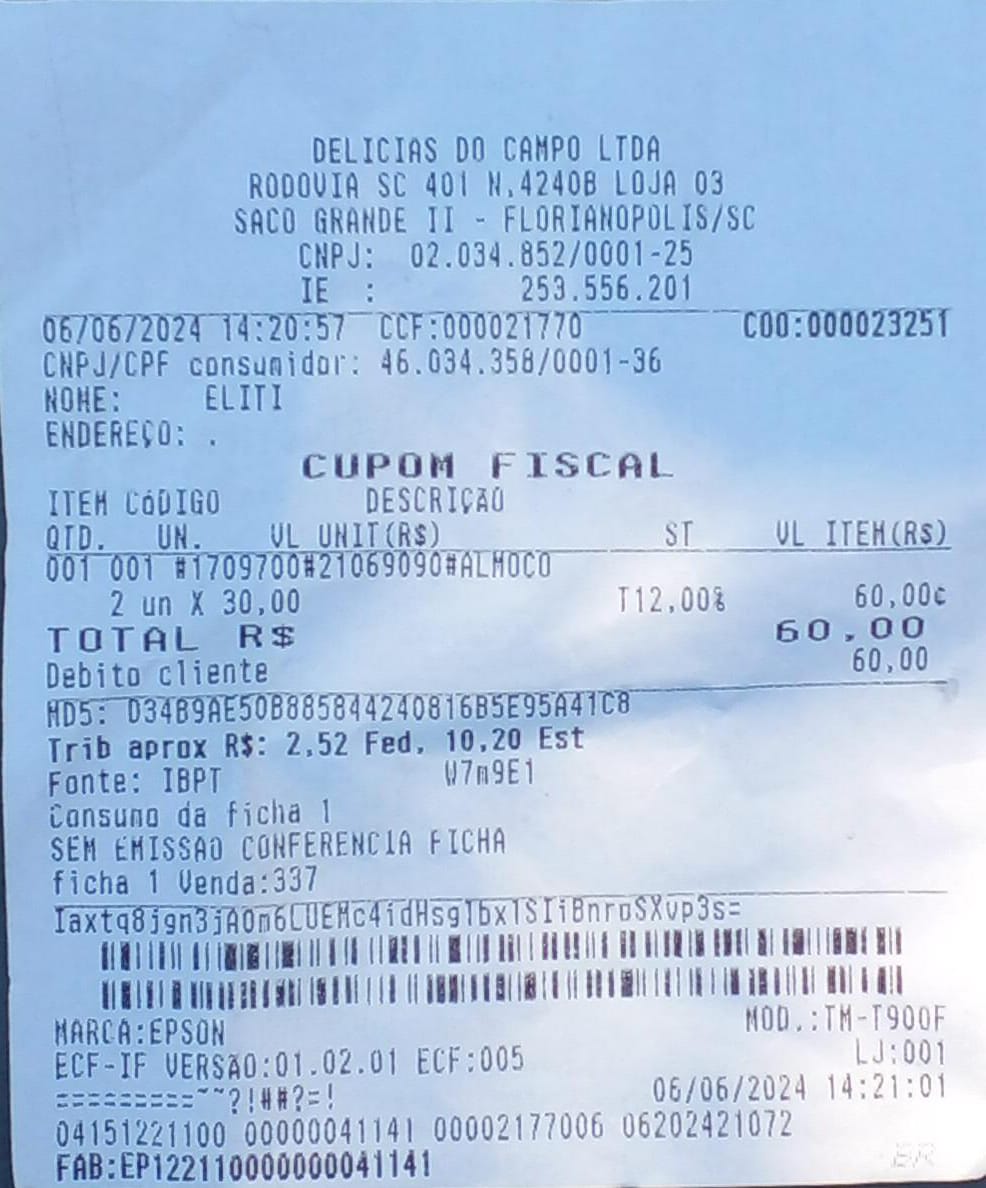 DELICIAS DO CAMPO LTDA
RODOVIA SC 401 N,4240B LOJA 03
SACO GRANDE II - FLORIANOPOLIS/SC
CNPJ: 02.034.852/0001-25
IE : 253.556.201
06/06/2024 14:20:57 CCF:000021770 COO:000023251
CNPJ/CPF consumidor: 46.034.358/0001-36
NOME: ELITI
ENDEREÇO: .
CUPOM FISCAL
ITEM CóDIGO DESCRIÇÃO
QTD. UN. VL UNIT(R$) ST VL ITEM(R$)
001 001 #1709700#21069090#ALMOCO
2 un X 30,00 T12,00% 60,00¢
TOTAL R$ 60,00
Debito cliente 60,00
MD5: D34B9AE50B885844240816B5E95A41C8
Trib aprox R$: 2,52 Fed, 10,20 Est
Fonte: IBPT W7m9E1
Consumo da ficha 1
SEM EMISSAO CONFERENCIA FICHA
ficha 1 Venda:337
MARCA:EPSON MOD.:TM-T900F
ECF-IF VERSÃO:01.02.01 ECF:005 LJ:001
=========~~?!##?=! 06/06/2024 14:21:01
04151221100 00000041141 00002177006 06202421072
FAB:EP122110000000041141
BR